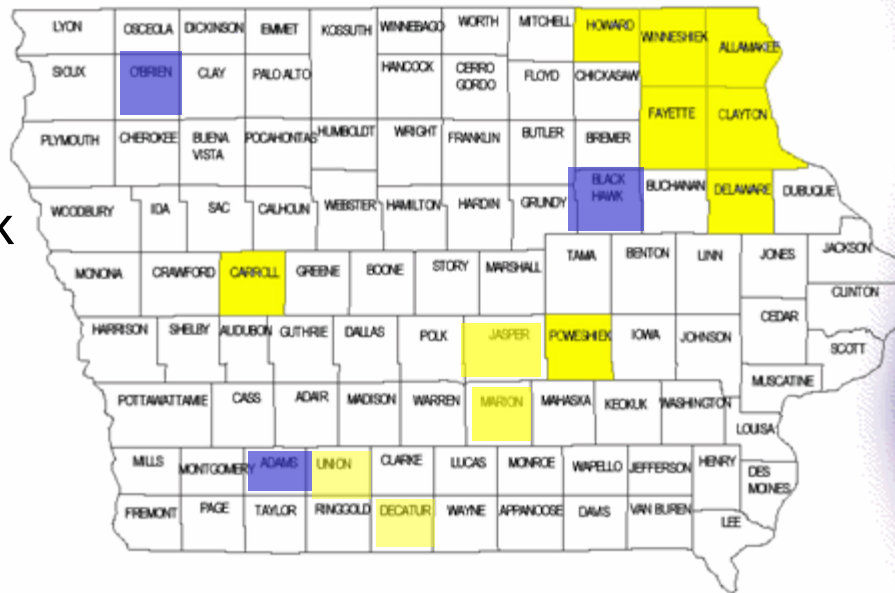 LYON OSCEOLA DICKINSON EMMET KOSSUTH WINNEBAGO WORTH MITCHELL HOWARD WINNESHIEK ALLAMAKEE
SIOUX O'BRIEN CLAY PALO ALTO HANCOCK CERRO GORDO FLOYD CHICKASAW
FAYETTE CLAYTON
PLYMOUTH CHEROKEE BUENA VISTA POCAHONTAS HUMBOLDT WRIGHT FRANKLIN BUTLER BREMER
k
WOODBURY IDA SAC CALHOUN WEBSTER HAMILTON HARDIN GRUNDY BLACK HAWK BUCHANAN DELAWARE DUBUQUE
MONONA CRAWFORD CARROLL GREENE BOONE STORY MARSHALL TAMA BENTON LINN JONES JACKSON
CLINTON
HARRISON SHELBY AUDUBON GUTHRIE DALLAS POLK JASPER POWESHIEK IOWA JOHNSON CEDAR SCOTT
MUSCATINE
POTTAWATTAMIE CASS ADAIR MADISON WARREN MARION MAHASKA KEOKUK WASHINGTON LOUISA
MILLS MONTGOMERY ADAMS UNION CLARKE LUCAS MONROE WAPELLO JEFFERSON HENRY DES MOINES
FREMONT PAGE TAYLOR RINGGOLD DECATUR WAYNE APPANOOSE DAVIS VAN BUREN LEE